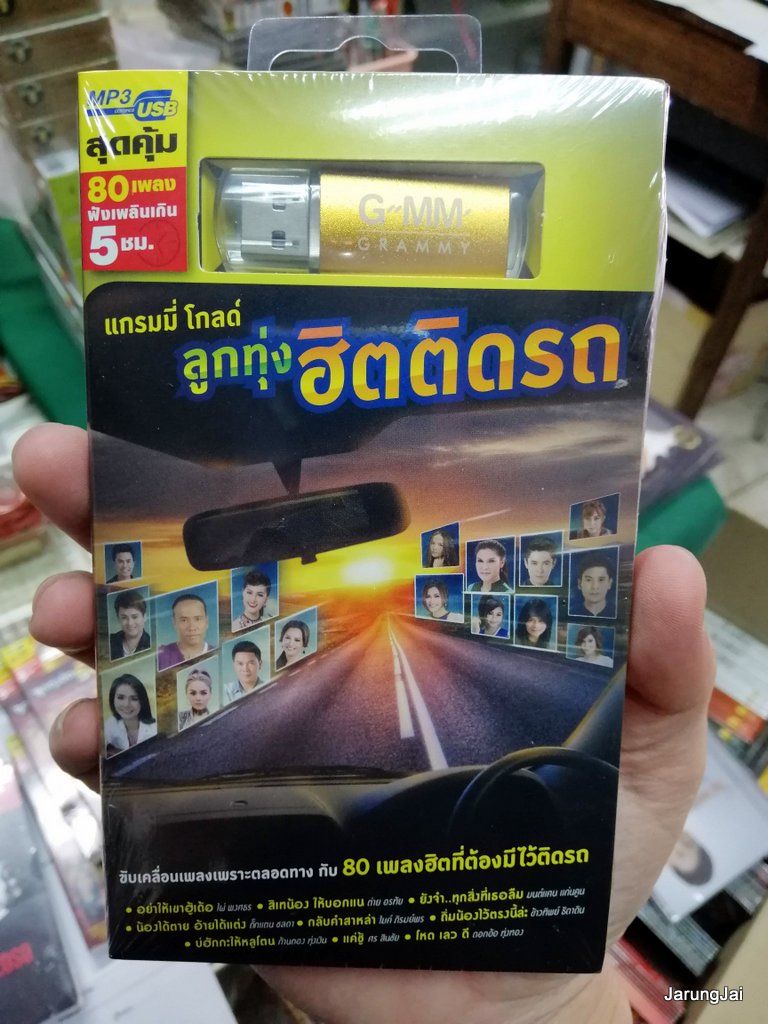 MP3
USB
สุดคุ้ม
80 เพลง
ฟังเพลินเกิน
5 ชม.
G"MM'
GRAMMY
แกรมมี่ โกลด์
ลูกทุ่ง ฮิตติดรถ
ขับเคลื่อนเพลงเพราะตลอดทาง กับ 80 เพลงฮิตที่ต้องมีไว้ติดรถ
• อย่าให้เขาฮู้เด้อ ไผ่ พงศธร • สิเทน้อง ให้บอกแน ต่าย อรทัย • ยังจำ..ทุกสิ่งที่เธอลืม มนต์แคน แก่นคูน
• น้องได้ตาย อ้ายได้แต่ง ตั๊กแตน ชลดา • กลับคำสาหล่า ไมค์ ภิรมย์พร • ถิ่มน้องไว้ตรงนี้ล่ะ ข้าวทิพย์ ธิดาดิน
• บ่ฮักกะให้หลูโตน ก้านตอง ทุ่งเงิน • แค่ชู้ ศร สินชัย • โหด เลว ดี ดอกอ้อ ทุ่งทอง
JarungJai